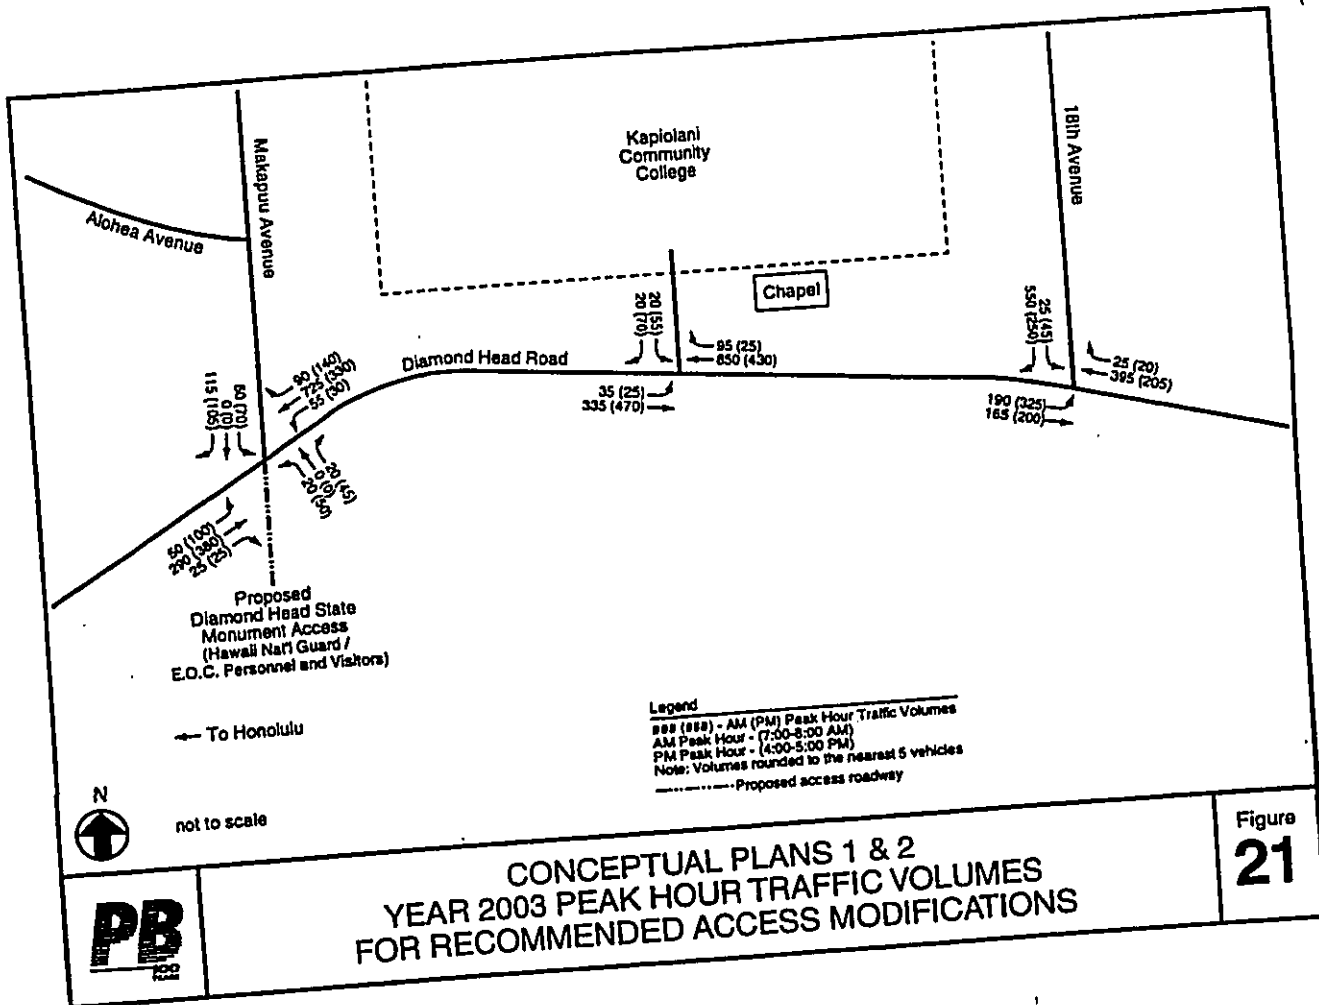 Kapiolani
Community
College
Makapuu Avenue
18th Avenue
Alohea Avenue
Chapel
Diamond Head Road
20 (70)
20 (55)
95 (25)
850 (430)
35 (25)
335 (470)
550 (250)
25 (45)
25 (20)
395 (205)
190 (325)
165 (200)
90 (140)
725 (330)
55 (30)
115 (105)
0 (0)
50 (70)
20 (45)
0 (0)
20 (50)
50 (100)
290 (380)
25 (25)
Proposed
Diamond Head State
Monument Access
(Hawaii Nat'l Guard /
E.O.C. Personnel and Visitors)
To Honolulu
N
not to scale
Legend
### (###) - AM (PM) Peak Hour Traffic Volumes
AM Peak Hour - (7:00-8:00 AM)
PM Peak Hour - (4:00-5:00 PM)
Note: Volumes rounded to the nearest 5 vehicles
Proposed access roadway
PB
100
YEARS
CONCEPTUAL PLANS 1 & 2
YEAR 2003 PEAK HOUR TRAFFIC VOLUMES
FOR RECOMMENDED ACCESS MODIFICATIONS
Figure
21